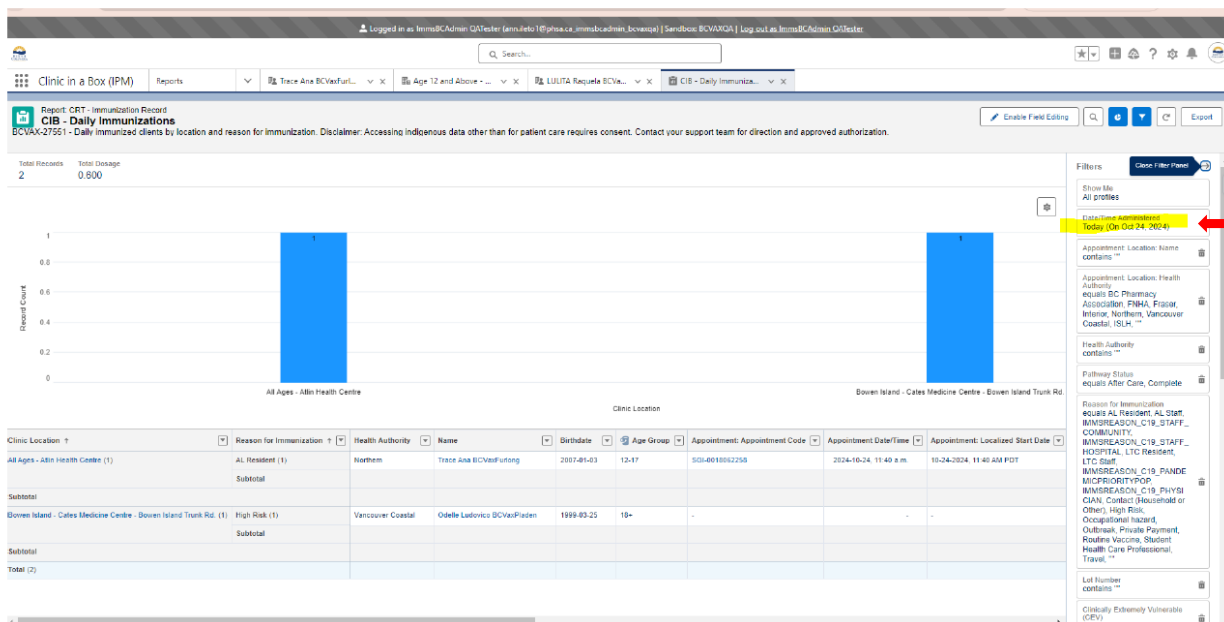 Logged in as ImmsBCAdmin QATester (ann.ileto1@phsa.ca_immsbcadmin_bcvaxqa) | Sandbox: BCVAXQA | Log out as ImmsBCAdmin QATester
Search...
Clinic in a Box (IPM)
Reports
Trace Ana BCVaxFurl...
Age 12 and Above - ...
LULITA Raquela BCVa...
CIB - Daily Immuniza...
Report: CRT - Immunization Record
CIB - Daily Immunizations
BCVAX-27551 - Daily immunized clients by location and reason for immunization. Disclaimer: Accessing indigenous data other than for patient care requires consent. Contact your support team for direction and approved authorization.
Enable Field Editing
Export
Total Records Total Dosage
2 0.600
1
0.8
0.6
0.4
0.2
0
Record Count
1
1
All Ages - Atlin Health Centre
Bowen Island - Cates Medicine Centre - Bowen Island Trunk Rd.
Clinic Location
Clinic Location ↑ Reason for Immunization ↑ Health Authority Name Birthdate Age Group Appointment: Appointment Code Appointment Date/Time Appointment: Localized Start Date
All Ages - Atlin Health Centre (1) AL Resident (1) Northern Trace Ana BCVaxFurlong 2007-01-03 12-17 2024-10-24, 11:40 a.m. 10-24-2024, 11:40 AM PDT
Subtotal
Subtotal
Bowen Island - Cates Medicine Centre - Bowen Island Trunk Rd. (1) High Risk (1) Vancouver Coastal Odelle Ludovico BCVaxPladen 1999-03-25 18+ - - -
Subtotal
Subtotal
Total (2)
Filters
Close Filter Panel
Show Me
All profiles
Date/Time Administered
Today (On Oct 24, 2024)
Appointment: Location: Name
contains ""
Appointment: Location: Health
Authority
equals BC Pharmacy
Association, FNHA, Fraser,
Interior, Northern, Vancouver
Coastal, ISLH, ""
Health Authority
contains ""
Pathway Status
equals After Care, Complete
Reason for Immunization
equals AL Resident, AL Staff,
IMMSREASON_C19_STAFF_
COMMUNITY,
IMMSREASON_C19_STAFF_
HOSPITAL, LTC Resident,
LTC Staff,
IMMSREASON_C19_PANDE
MICPRIORITYPOP,
IMMSREASON_C19_PHYSI
CIAN, Contact (Household or
Other), High Risk,
Occupational hazard,
Outbreak, Private Payment,
Routine Vaccine, Student
Health Care Professional,
Travel, ""
Lot Number
contains ""
Clinically Extremely Vulnerable
(CEV)